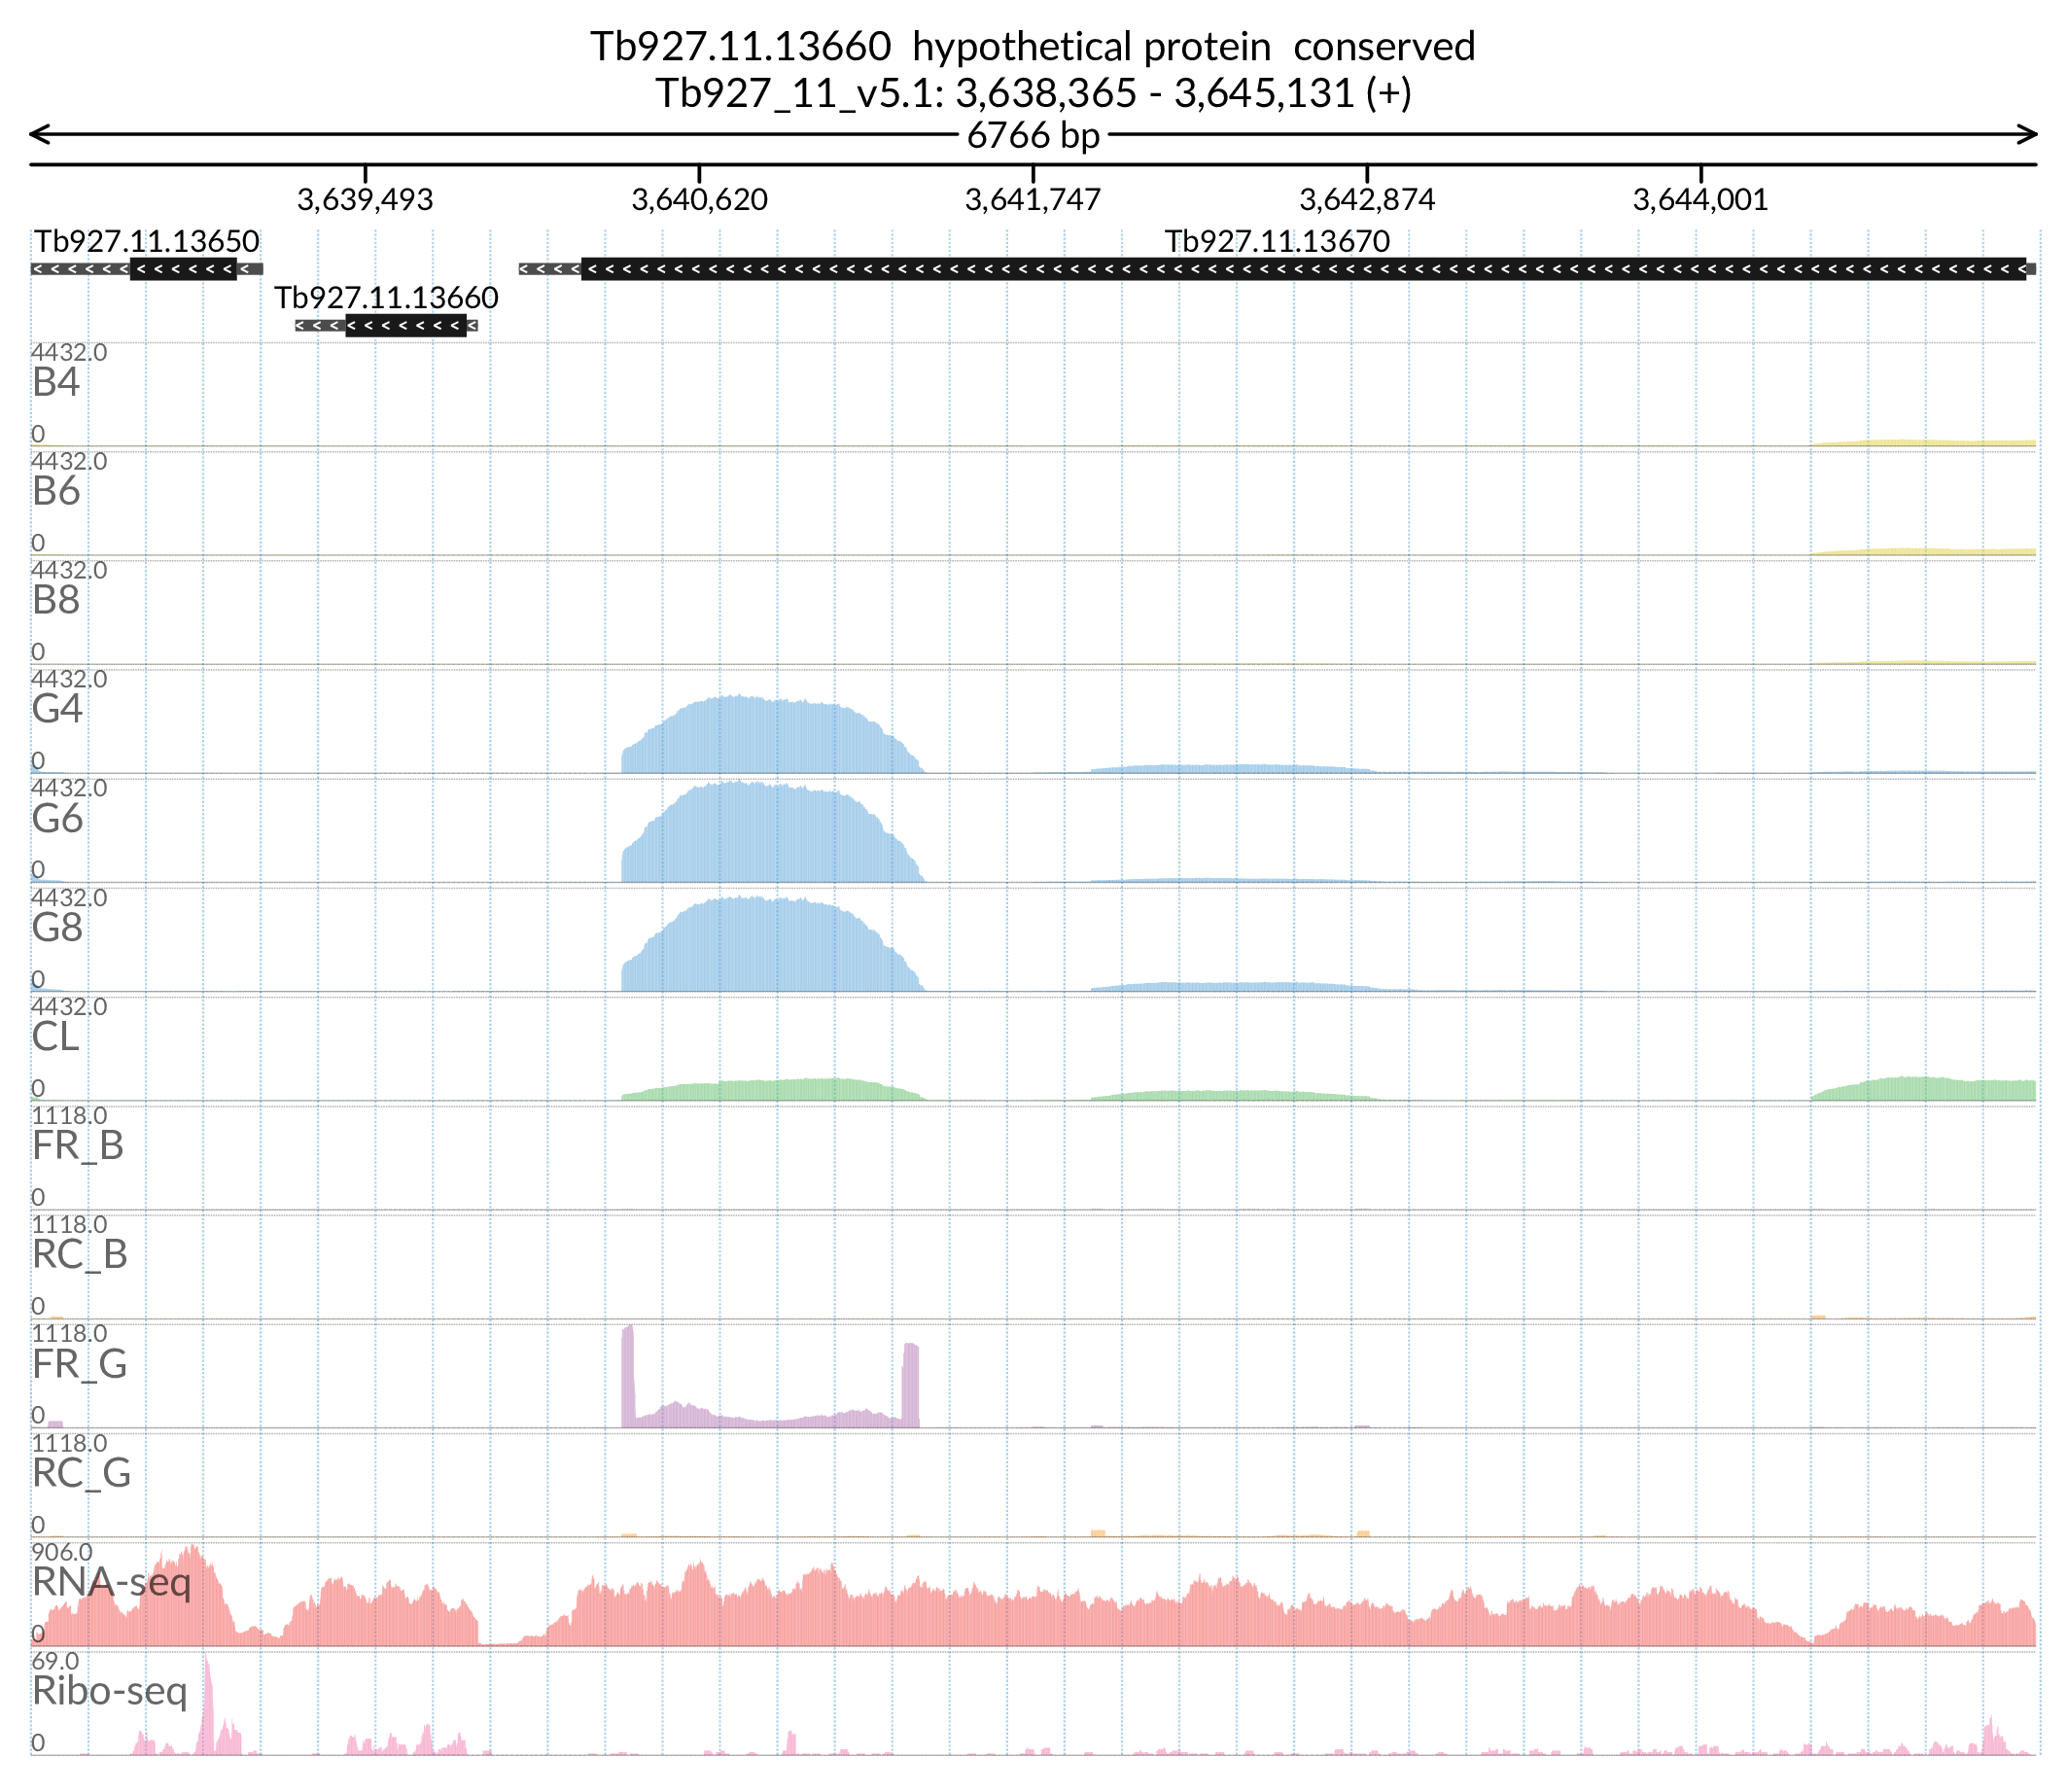 Tb927.11.13660  hypothetical protein  conserved
Tb927_11_v5.1: 3,638,365 - 3,645,131 (+)
6766 bp
3,639,493 3,640,620 3,641,747 3,642,874 3,644,001
Tb927.11.13650 Tb927.11.13670
Tb927.11.13660
4432.0
B4
0
4432.0
B6
0
4432.0
B8
0
4432.0
G4
0
4432.0
G6
0
4432.0
G8
0
4432.0
CL
0
1118.0
FR_B
0
1118.0
RC_B
0
1118.0
FR_G
0
1118.0
RC_G
0
906.0
RNA-seq
0
69.0
Ribo-seq
0